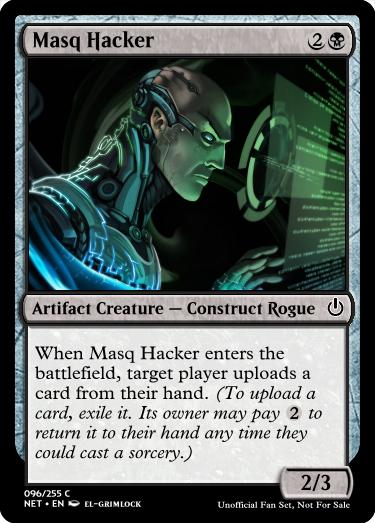 Masq Hacker 2
Artifact Creature — Construct Rogue
When Masq Hacker enters the
battlefield, target player uploads a
card from their hand. (To upload a
card, exile it. Its owner may pay 2 to
return it to their hand any time they
could cast a sorcery.)
2/3
096/255 C
NET • EN EL-GRIMLOCK
Unofficial Fan Set, Not For Sale